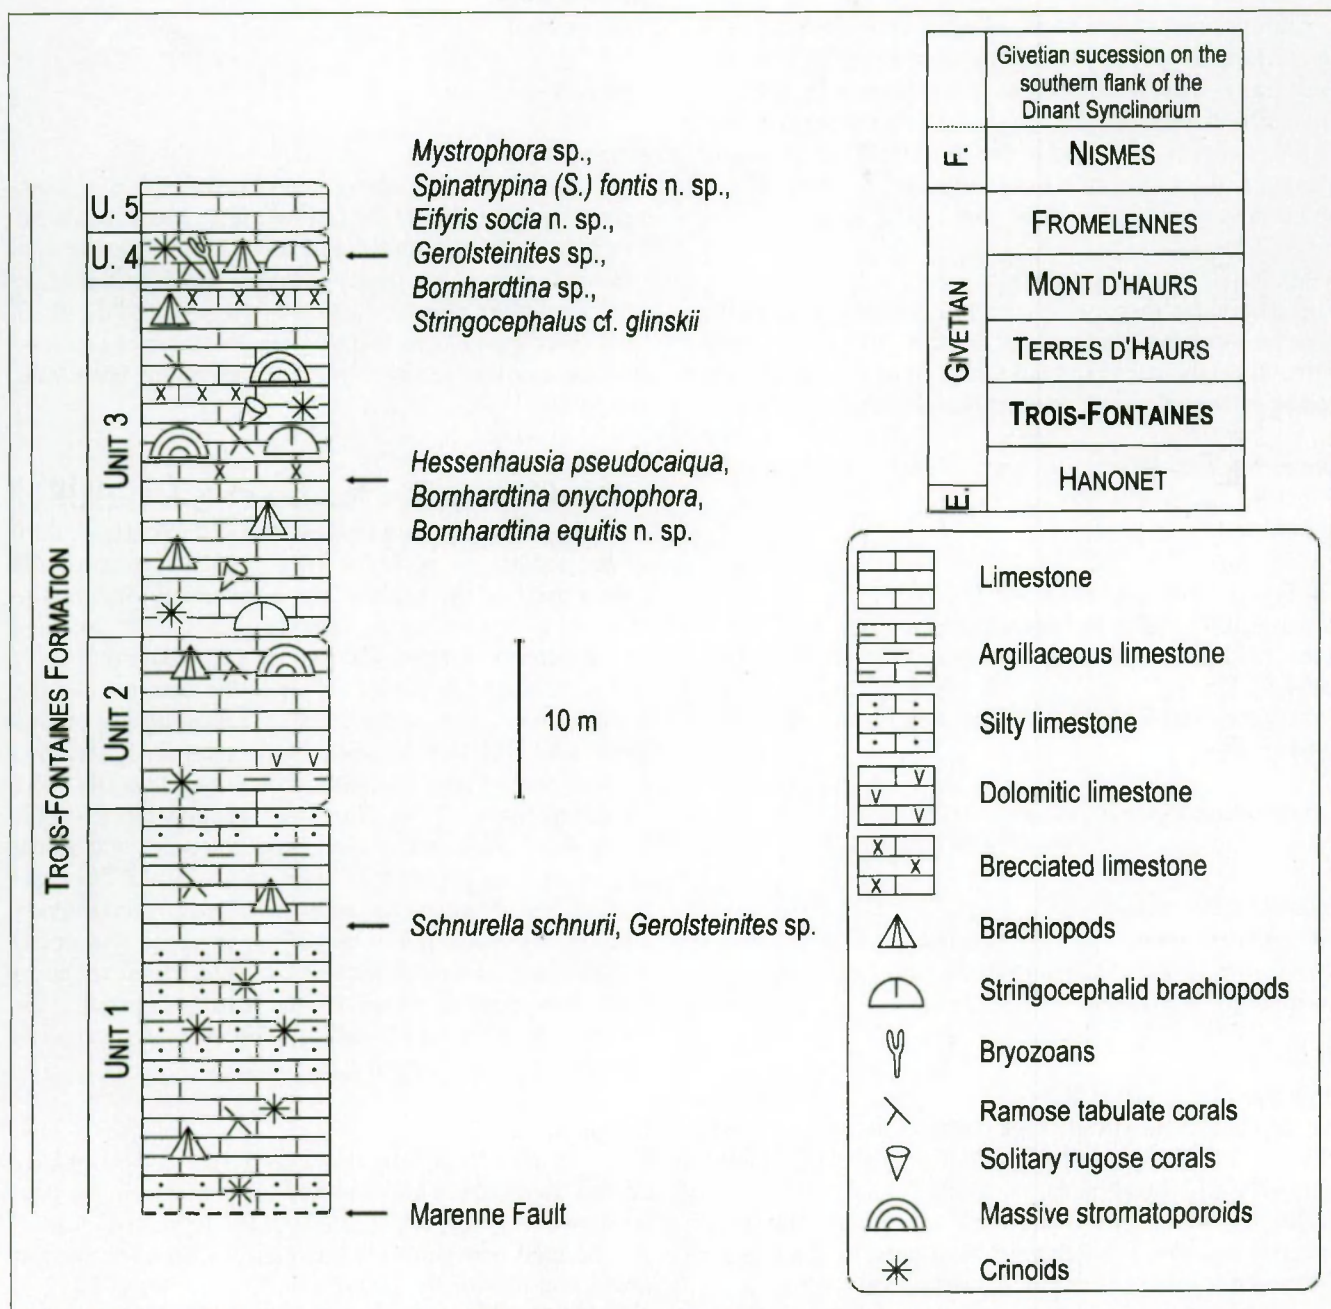 Givetian sucession on the
southern flank of the
Dinant Synclinorium
F.
NISMES
GIVETIAN
FROMELENNES
MONT D'HAURS
TERRES D'HAURS
TROIS-FONTAINES
HANONET
E.
TROIS-FONTAINES FORMATION
U. 5
U. 4
UNIT 3
UNIT 2
UNIT 1
Mystrophora sp.,
Spinatrypina (S.) fontis n. sp.,
Eifyris socia n. sp.,
Gerolsteinites sp.,
Bornhardtina sp.,
Stringocephalus cf. glinskii
Hessenhausia pseudocaiqua,
Bornhardtina onychophora,
Bornhardtina equitis n. sp.
10 m
Schnurella schnurii, Gerolsteinites sp.
Marenne Fault
Limestone
Argillaceous limestone
Silty limestone
Dolomitic limestone
Brecciated limestone
Brachiopods
Stringocephalid brachiopods
Bryozoans
Ramose tabulate corals
Solitary rugose corals
Massive stromatoporoids
Crinoids